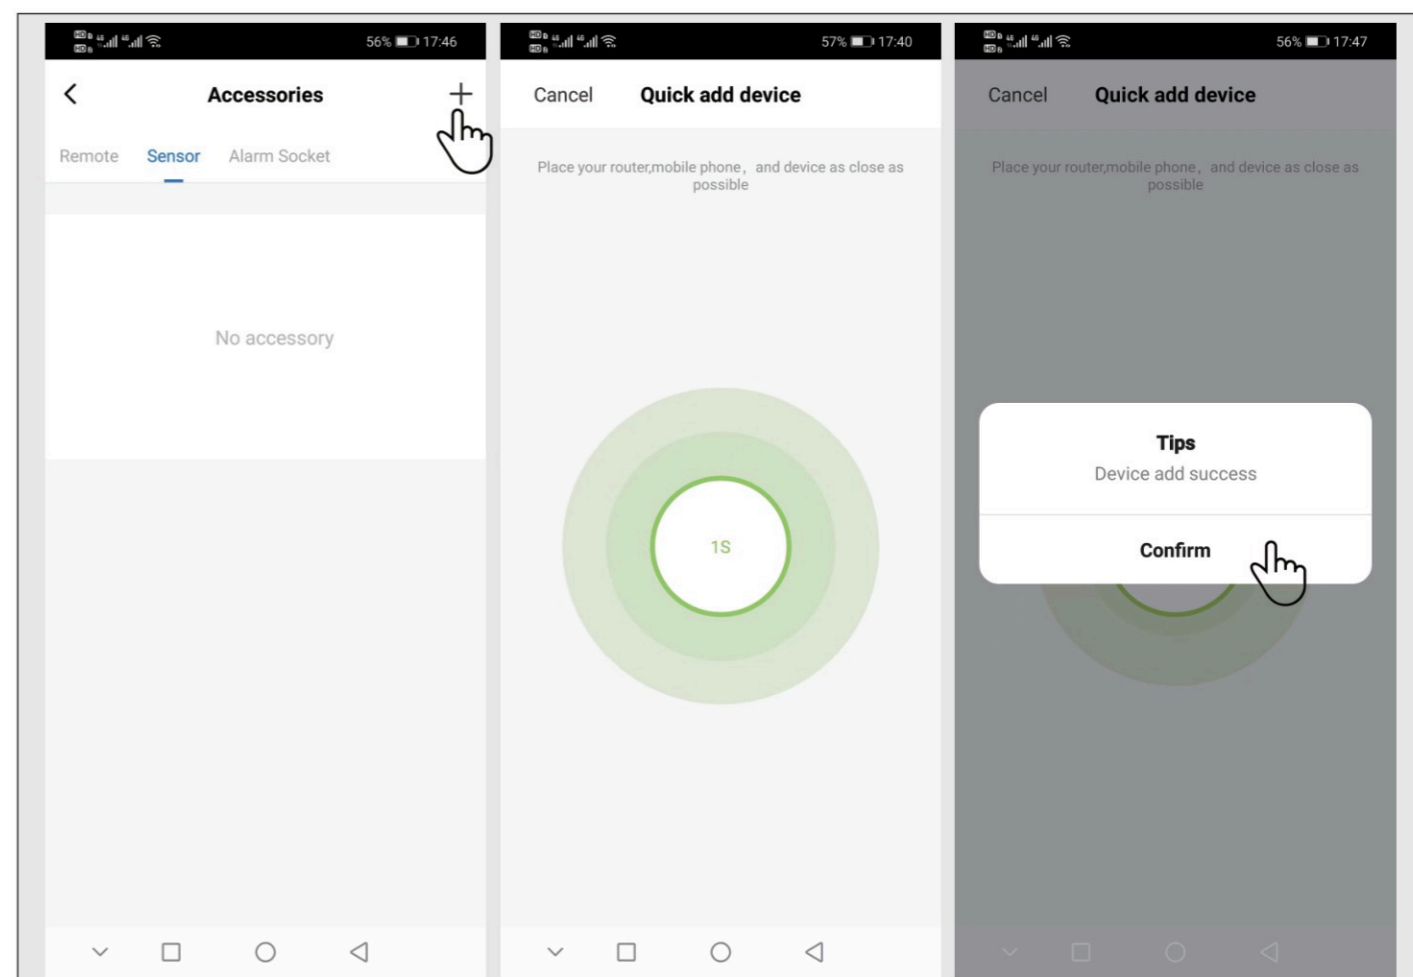 56% 17:46
Accessories
Remote Sensor Alarm Socket
No accessory
57% 17:40
Cancel Quick add device
Place your router,mobile phone，and device as close as
possible
1S
56% 17:47
Cancel Quick add device
Place your router,mobile phone，and device as close as
possible
Tips
Device add success
Confirm